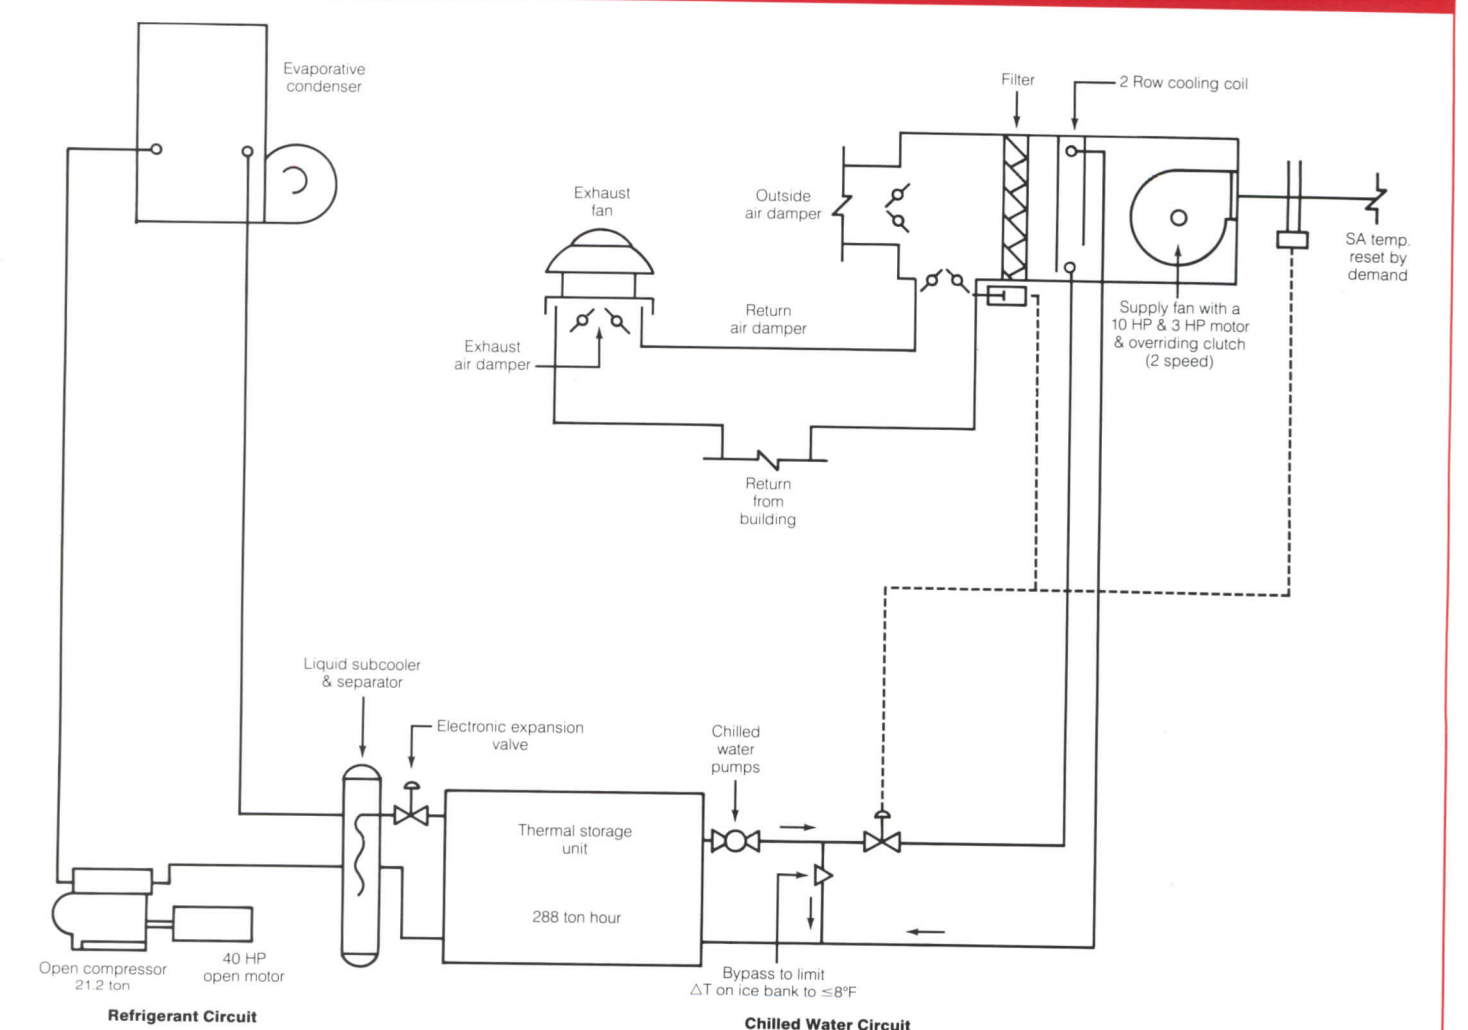 Evaporative
condenser
Filter
2 Row cooling coil
Exhaust
fan
Outside
air damper
SA temp.
reset by
demand
Return
air damper
Supply fan with a
10 HP & 3 HP motor
& overriding clutch
(2 speed)
Exhaust
air damper
Return
from
building
Liquid subcooler
& separator
Electronic expansion
valve
Chilled
water
pumps
Thermal storage
unit
288 ton hour
40 HP
open motor
Open compressor
21.2 ton
Bypass to limit
△T on ice bank to ≤8°F
Refrigerant Circuit
Chilled Water Circuit